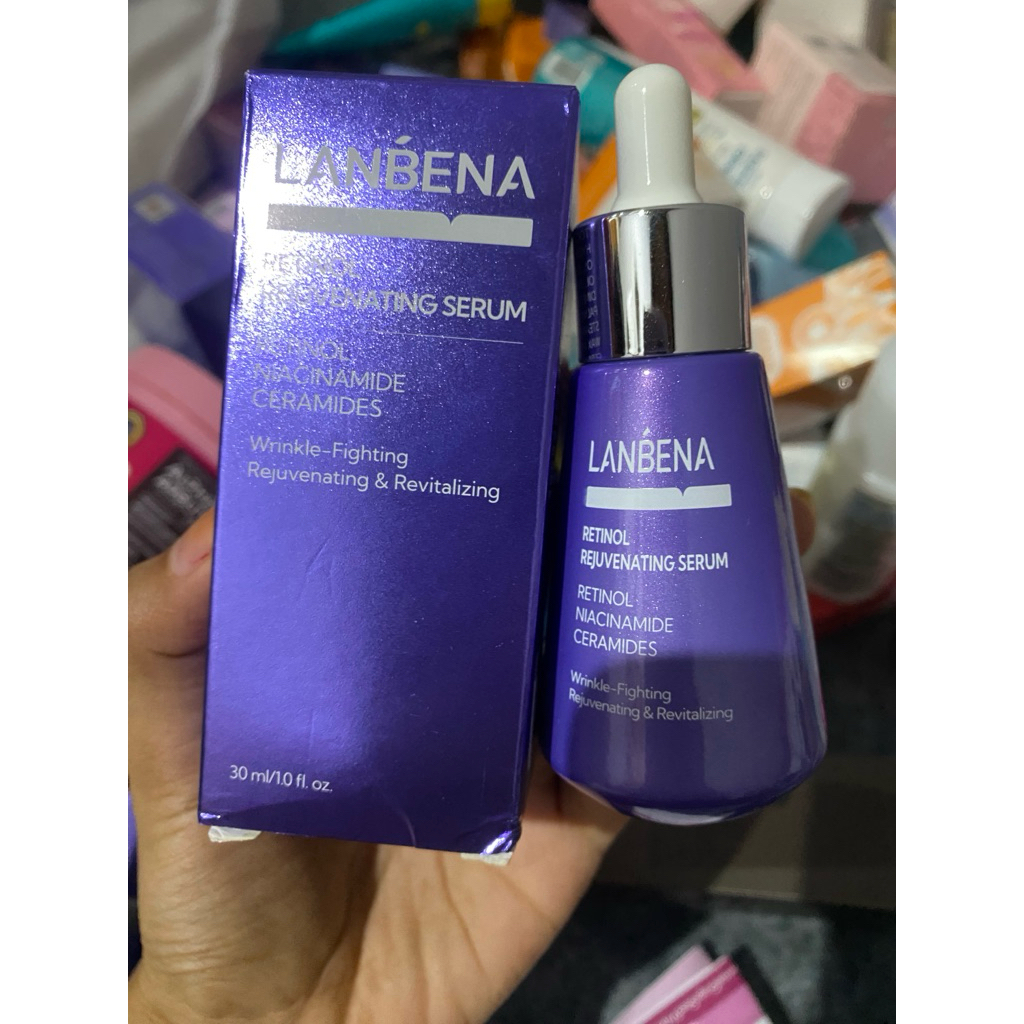 LANBENA
RETINOL
REJUVENATING SERUM
RETINOL
NIACINAMIDE
CERAMIDES
Wrinkle-Fighting
Rejuvenating & Revitalizing
30 ml/1.0 fl. oz.
LANBENA
RETINOL
REJUVENATING SERUM
RETINOL
NIACINAMIDE
CERAMIDES
Wrinkle-Fighting
Rejuvenating & Revitalizing